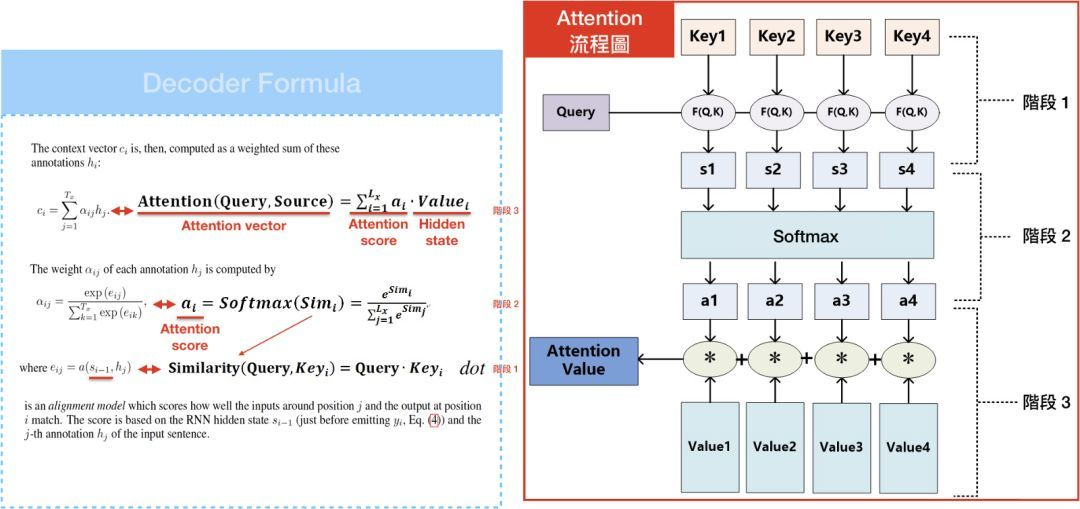 Decoder Formula
The context vector c_i is, then, computed as a weighted sum of these
annotations h_i:
c_i = \sum_{j=1}^{T_x} α_{ij}h_j. Attention(Query, Source) = \sum_{i=1}^{L_x} a_i · Value_i 階段 3
Attention vector Attention score Hidden state
The weight α_{ij} of each annotation h_j is computed by
α_{ij} = \frac{exp(e_{ij})}{\sum_{k=1}^{T_x} exp(e_{ik})}, a_i = Softmax(Sim_i) = \frac{e^{Sim_i}}{\sum_{j=1}^{L_x} e^{Sim_j}}. 階段 2
Attention score
where e_{ij} = a(s_{i-1}, h_j) Similarity(Query, Key_i) = Query · Key_i dot 階段 1
is an alignment model which scores how well the inputs around position j and the output at position
i match. The score is based on the RNN hidden state s_{i-1} (just before emitting y_i, Eq. (4)) and the
j-th annotation h_j of the input sentence.
Attention
流程圖
Key1 Key2 Key3 Key4
Query F(Q,K) F(Q,K) F(Q,K) F(Q,K)
階段 1
s1 s2 s3 s4
Softmax
階段 2
a1 a2 a3 a4
Attention
Value
* + * + * + *
階段 3
Value1 Value2 Value3 Value4